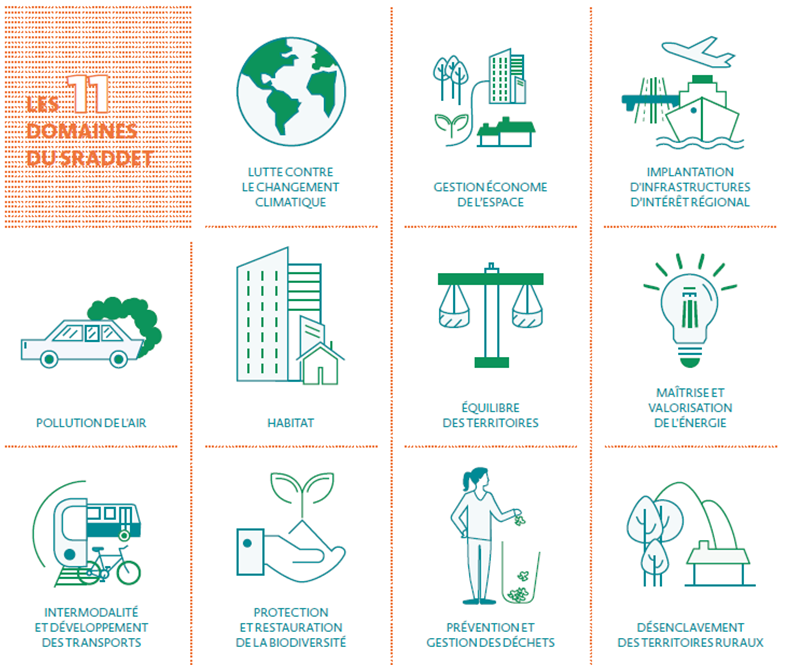 LES 11
DOMAINES
DU SRADDET
LUTTE CONTRE
LE CHANGEMENT
CLIMATIQUE
GESTION ÉCONOME
DE L'ESPACE
IMPLANTATION
D'INFRASTRUCTURES
D'INTÉRÊT RÉGIONAL
POLLUTION DE L'AIR
HABITAT
ÉQUILIBRE
DES TERRITOIRES
MAÎTRISE ET
VALORISATION
DE L'ÉNERGIE
INTERMODALITÉ
ET DÉVELOPPEMENT
DES TRANSPORTS
PROTECTION
ET RESTAURATION
DE LA BIODIVERSITÉ
PRÉVENTION ET
GESTION DES DÉCHETS
DÉSENCLAVEMENT
DES TERRITOIRES RURAUX